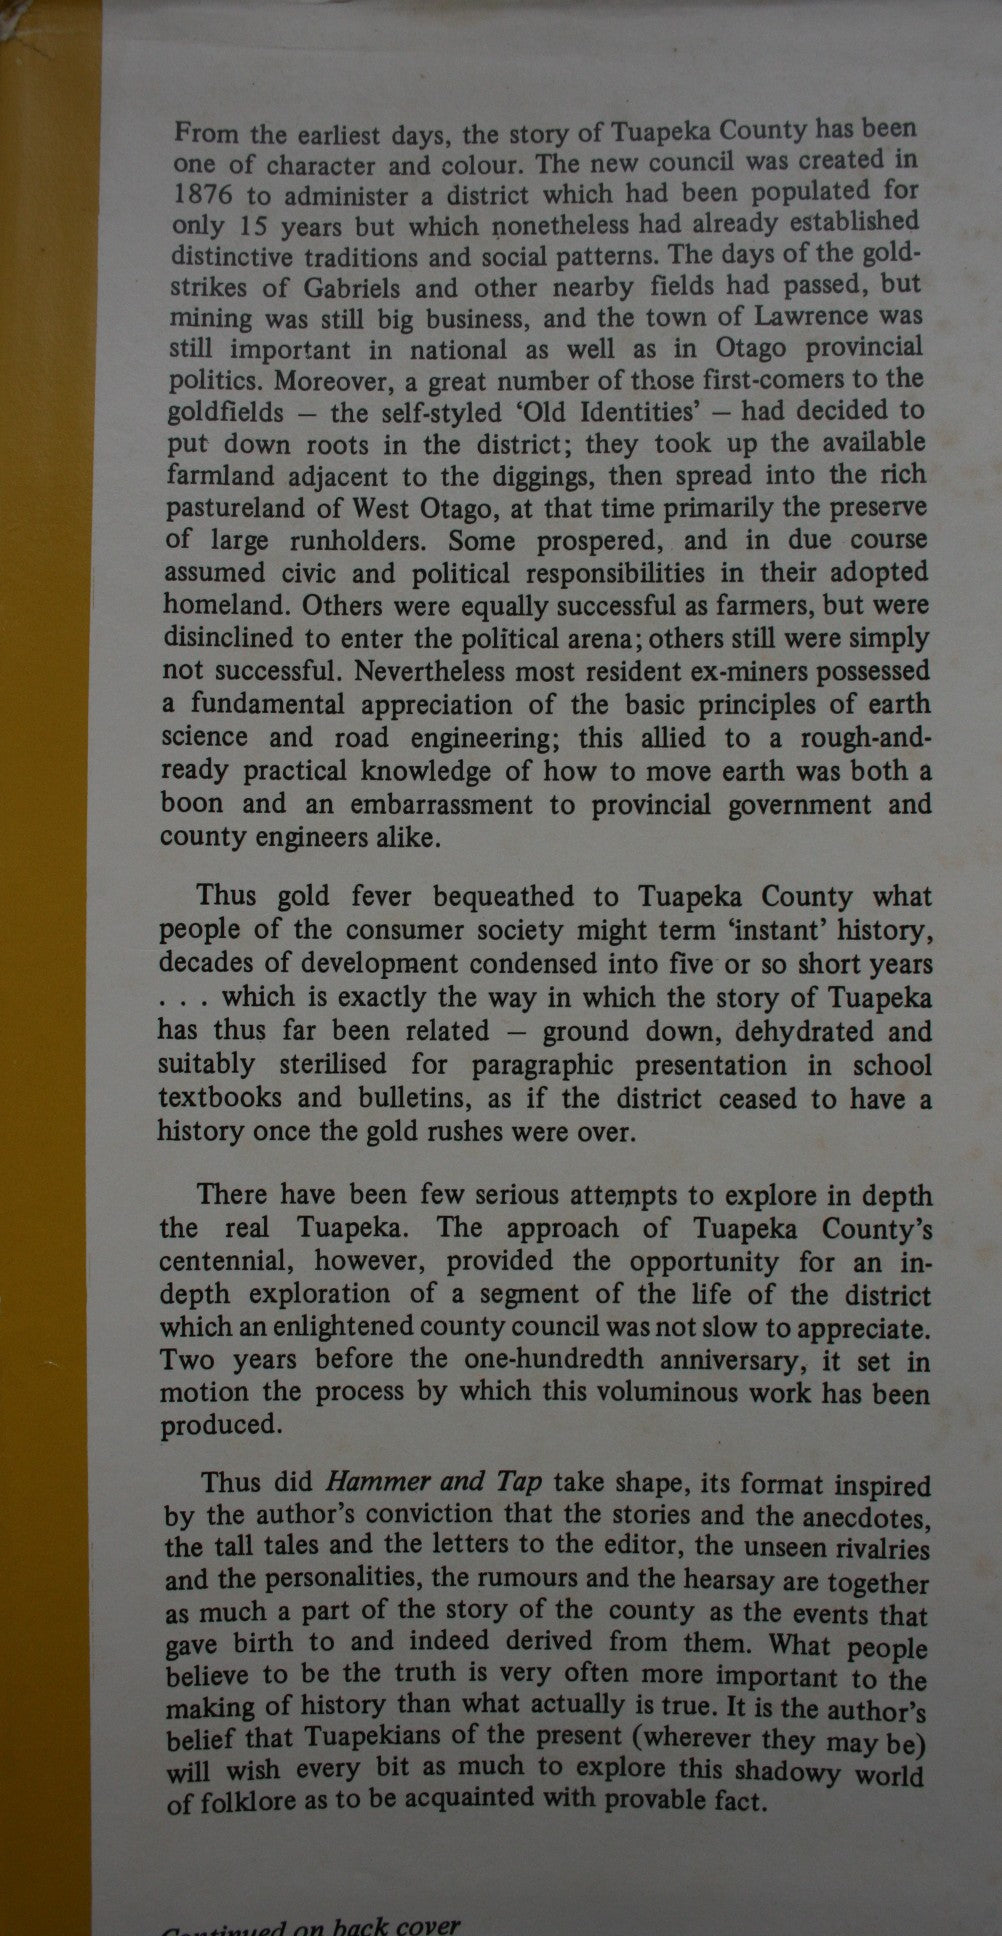 From the earliest days, the story of Tuapeka County has been
one of character and colour. The new council was created in
1876 to administer a district which had been populated for
only 15 years but which nonetheless had already established
distinctive traditions and social patterns. The days of the gold-
strikes of Gabriels and other nearby fields had passed, but
mining was still big business, and the town of Lawrence was
still important in national as well as in Otago provincial
politics. Moreover, a great number of those first-comers to the
goldfields — the self-styled ‘Old Identities’ — had decided to
put down roots in the district; they took up the available
farmland adjacent to the diggings, then spread into the rich
pastureland of West Otago, at that time primarily the preserve
of large runholders. Some prospered, and in due course
assumed civic and political responsibilities in their adopted
homeland. Others were equally successful as farmers, but were
disinclined to enter the political arena; others still were simply
not successful. Nevertheless most resident ex-miners possessed
a fundamental appreciation of the basic principles of earth
science and road engineering; this allied to a rough-and-
ready practical knowledge of how to move earth was both a
boon and an embarrassment to provincial government and
county engineers alike.
Thus gold fever bequeathed to Tuapeka County what
people of the consumer society might term ‘instant’ history,
decades of development condensed into five or so short years
. . . which is exactly the way in which the story of Tuapeka
has thus far been related — ground down, dehydrated and
suitably sterilised for paragraphic presentation in school
textbooks and bulletins, as if the district ceased to have a
history once the gold rushes were over.
There have been few serious attempts to explore in depth
the real Tuapeka. The approach of Tuapeka County’s
centennial, however, provided the opportunity for an in-
depth exploration of a segment of the life of the district
which an enlightened county council was not slow to appreciate.
Two years before the one-hundredth anniversary, it set in
motion the process by which this voluminous work has been
produced.
Thus did Hammer and Tap take shape, its format inspired
by the author’s conviction that the stories and the anecdotes,
the tall tales and the letters to the editor, the unseen rivalries
and the personalities, the rumours and the hearsay are together
as much a part of the story of the county as the events that
gave birth to and indeed derived from them. What people
believe to be the truth is very often more important to the
making of history than what actually is true. It is the author’s
belief that Tuapekians of the present (wherever they may be)
will wish every bit as much to explore this shadowy world
of folklore as to be acquainted with provable fact.
Continued on back cover